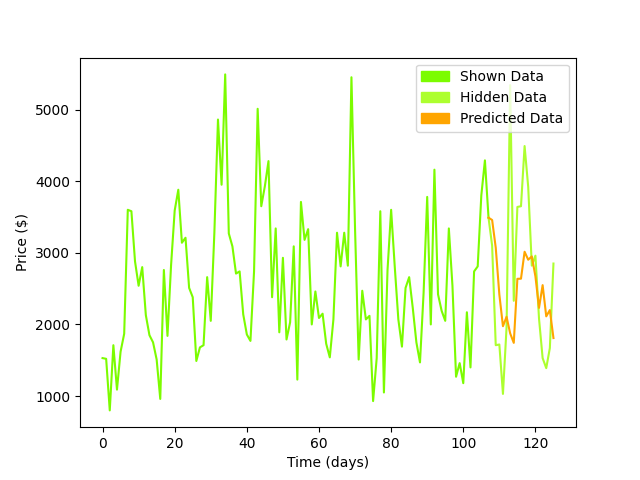 Shown Data
Hidden Data
Predicted Data
5000
4000
3000
2000
1000
Price ($)
0 20 40 60 80 100 120
Time (days)